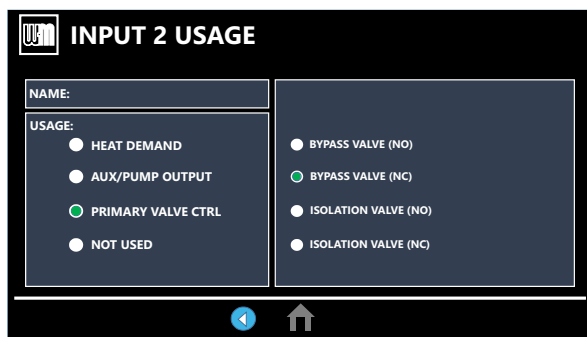 WM INPUT 2 USAGE
NAME:
USAGE:
HEAT DEMAND
AUX/PUMP OUTPUT
PRIMARY VALVE CTRL
NOT USED
BYPASS VALVE (NO)
BYPASS VALVE (NC)
ISOLATION VALVE (NO)
ISOLATION VALVE (NC)